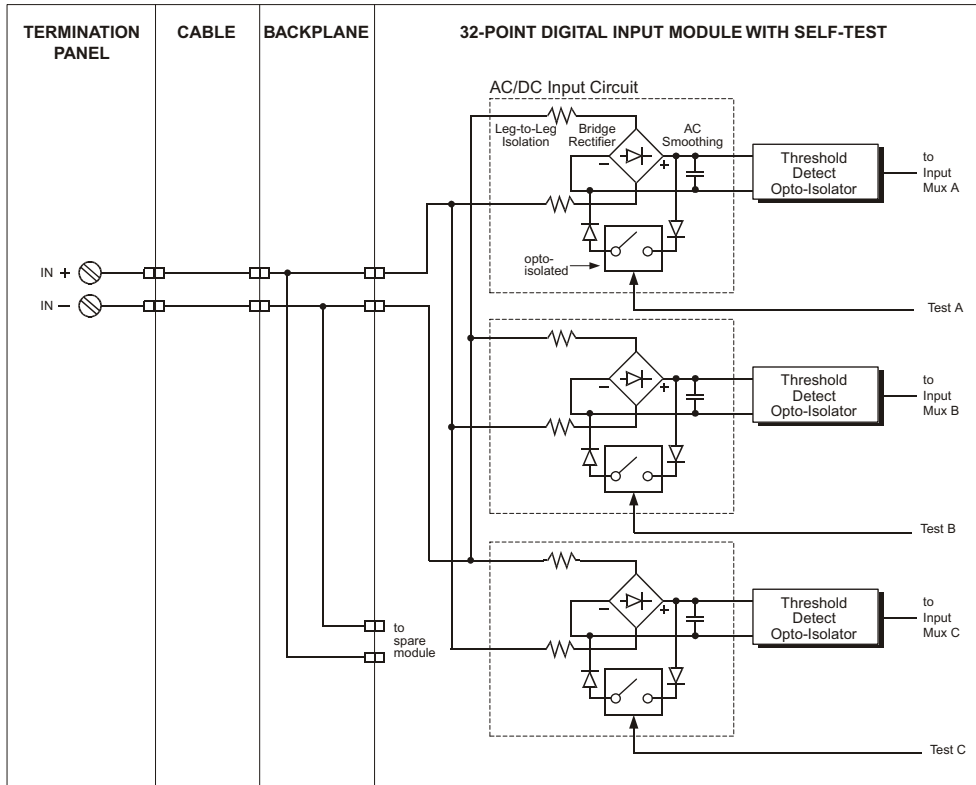 TERMINATION
PANEL
CABLE
BACKPLANE
32-POINT DIGITAL INPUT MODULE WITH SELF-TEST
AC/DC Input Circuit
Leg-to-Leg
Isolation
Bridge
Rectifier
AC
Smoothing
− +
Threshold
Detect
Opto-Isolator
to
Input
Mux A
opto-
isolated
Test A
IN +
IN −
− +
Threshold
Detect
Opto-Isolator
to
Input
Mux B
Test B
− +
Threshold
Detect
Opto-Isolator
to
Input
Mux C
to
spare
module
Test C